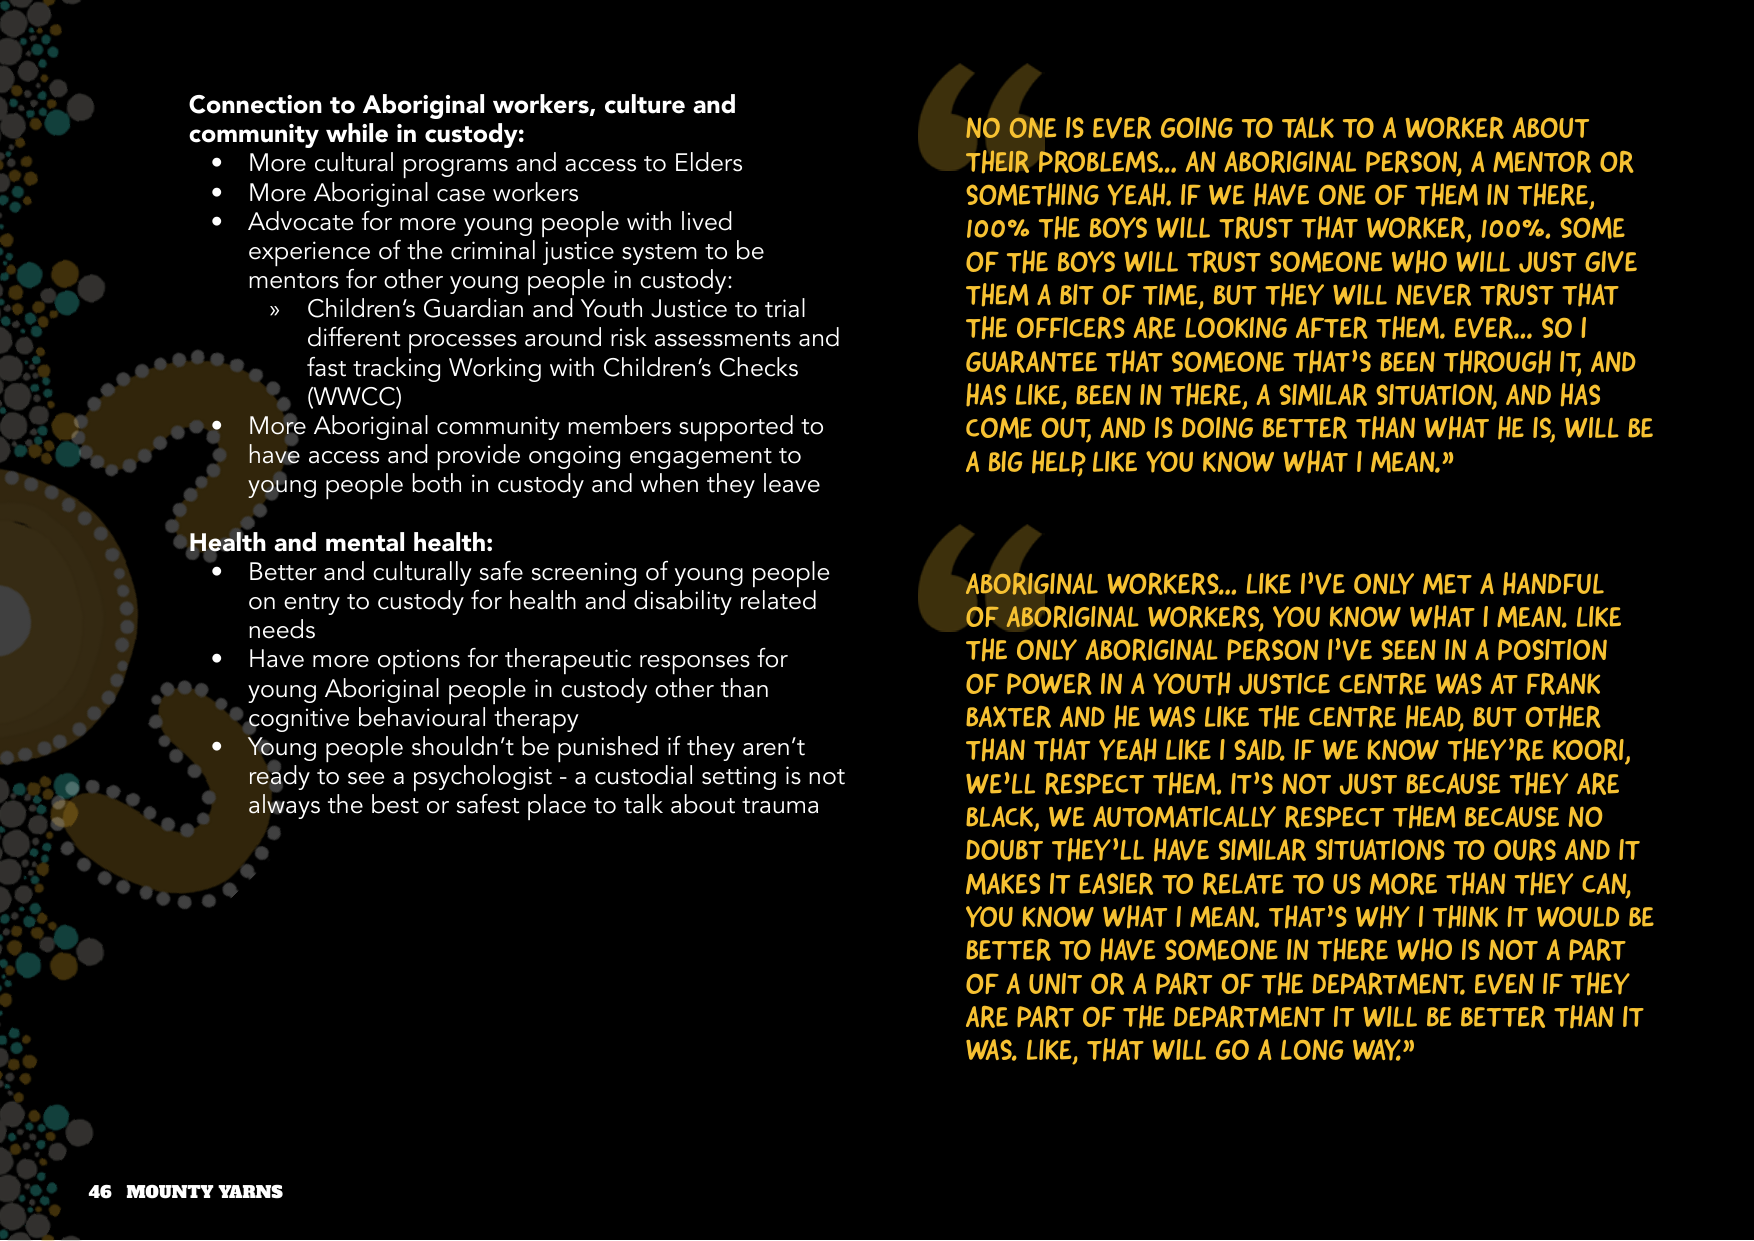 Connection to Aboriginal workers, culture and
community while in custody:
• More cultural programs and access to Elders
• More Aboriginal case workers
• Advocate for more young people with lived
experience of the criminal justice system to be
mentors for other young people in custody:
» Children’s Guardian and Youth Justice to trial
different processes around risk assessments and
fast tracking Working with Children’s Checks
(WWCC)
• More Aboriginal community members supported to
have access and provide ongoing engagement to
young people both in custody and when they leave
Health and mental health:
• Better and culturally safe screening of young people
on entry to custody for health and disability related
needs
• Have more options for therapeutic responses for
young Aboriginal people in custody other than
cognitive behavioural therapy
• Young people shouldn’t be punished if they aren’t
ready to see a psychologist - a custodial setting is not
always the best or safest place to talk about trauma
“
NO ONE IS EVER GOING TO TALK TO A WORKER ABOUT
THEIR PROBLEMS... AN ABORIGINAL PERSON, A MENTOR OR
SOMETHING YEAH. IF WE HAVE ONE OF THEM IN THERE,
100% THE BOYS WILL TRUST THAT WORKER, 100%. SOME
OF THE BOYS WILL TRUST SOMEONE WHO WILL JUST GIVE
THEM A BIT OF TIME, BUT THEY WILL NEVER TRUST THAT
THE OFFICERS ARE LOOKING AFTER THEM. EVER... SO I
GUARANTEE THAT SOMEONE THAT’S BEEN THROUGH IT, AND
HAS LIKE, BEEN IN THERE, A SIMILAR SITUATION, AND HAS
COME OUT, AND IS DOING BETTER THAN WHAT HE IS, WILL BE
A BIG HELP, LIKE YOU KNOW WHAT I MEAN.”
“
ABORIGINAL WORKERS... LIKE I’VE ONLY MET A HANDFUL
OF ABORIGINAL WORKERS, YOU KNOW WHAT I MEAN. LIKE
THE ONLY ABORIGINAL PERSON I’VE SEEN IN A POSITION
OF POWER IN A YOUTH JUSTICE CENTRE WAS AT FRANK
BAXTER AND HE WAS LIKE THE CENTRE HEAD, BUT OTHER
THAN THAT YEAH LIKE I SAID. IF WE KNOW THEY’RE KOORI,
WE’LL RESPECT THEM. IT’S NOT JUST BECAUSE THEY ARE
BLACK, WE AUTOMATICALLY RESPECT THEM BECAUSE NO
DOUBT THEY’LL HAVE SIMILAR SITUATIONS TO OURS AND IT
MAKES IT EASIER TO RELATE TO US MORE THAN THEY CAN,
YOU KNOW WHAT I MEAN. THAT’S WHY I THINK IT WOULD BE
BETTER TO HAVE SOMEONE IN THERE WHO IS NOT A PART
OF A UNIT OR A PART OF THE DEPARTMENT. EVEN IF THEY
ARE PART OF THE DEPARTMENT IT WILL BE BETTER THAN IT
WAS. LIKE, THAT WILL GO A LONG WAY.”
46 MOUNTY YARNS